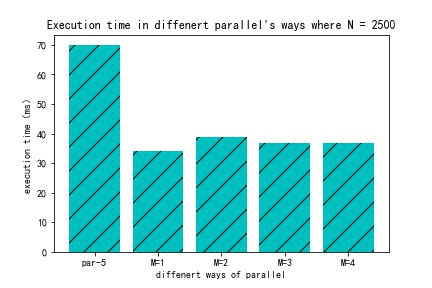 Execution time in diffenert parallel's ways where N = 2500
70
60
50
40
30
20
10
0
execution time (ms)
par-5 M=1 M=2 M=3 M=4
diffenert ways of parallel